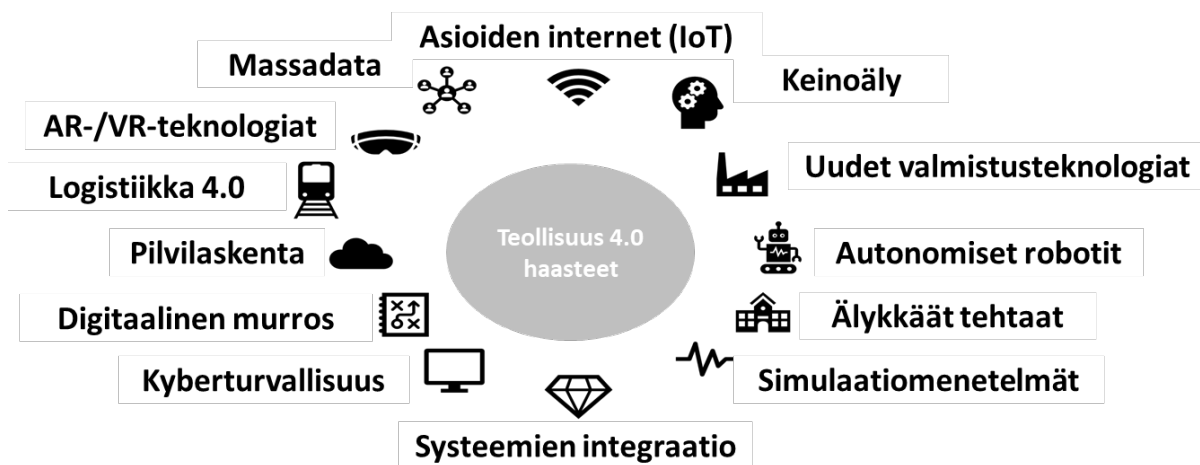 Asioiden internet (IoT)
Massadata
Keinoäly
AR-/VR-teknologiat
Uudet valmistusteknologiat
Logistiikka 4.0
Teollisuus 4.0
haasteet
Pilvilaskenta
Autonomiset robotit
Digitaalinen murros
Älykkäät tehtaat
Kyberturvallisuus
Simulaatiomenetelmät
Systeemien integraatio